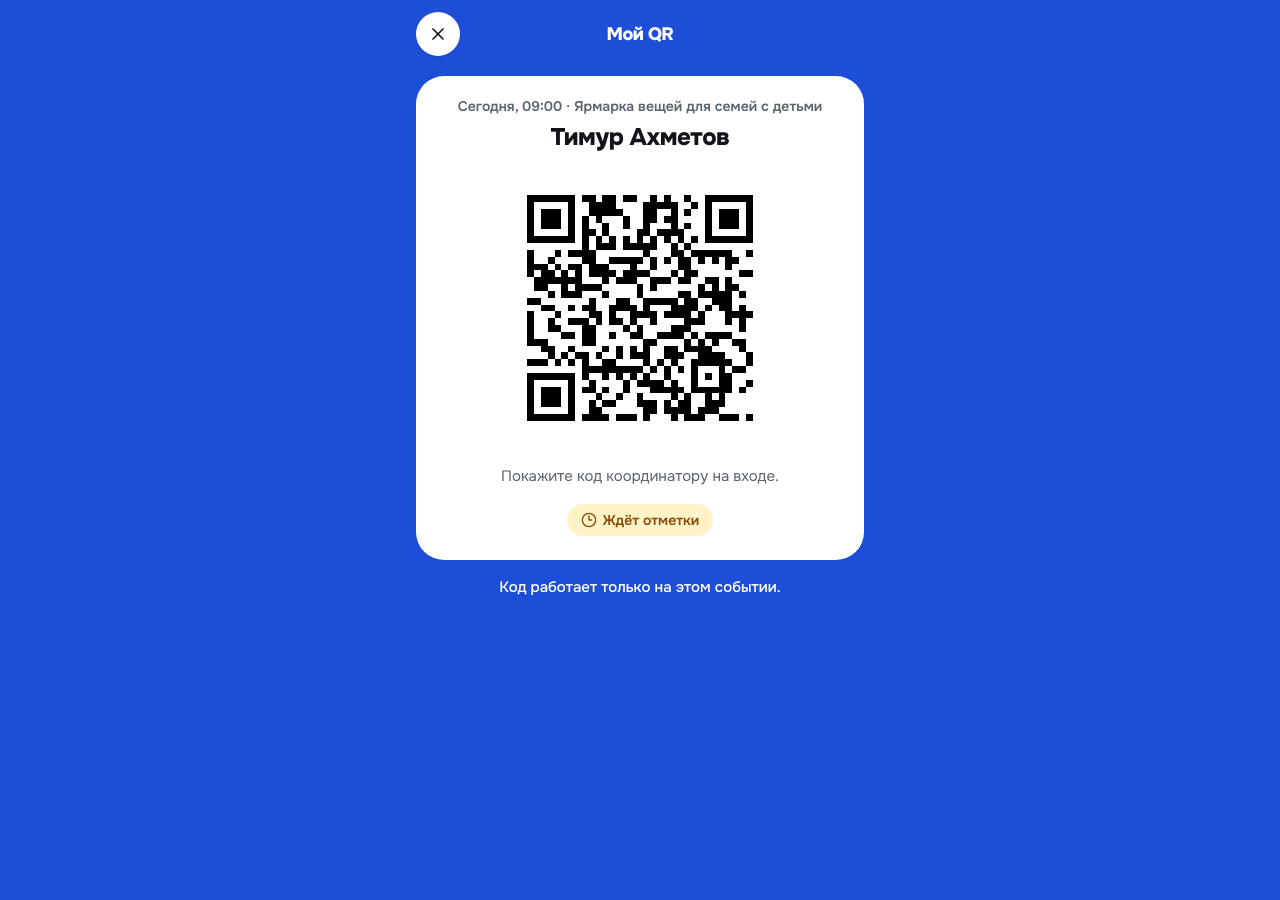 Мой QR
Сегодня, 09:00 · Ярмарка вещей для семей с детьми
Тимур Ахметов
Покажите код координатору на входе.
Ждёт отметки
Код работает только на этом событии.